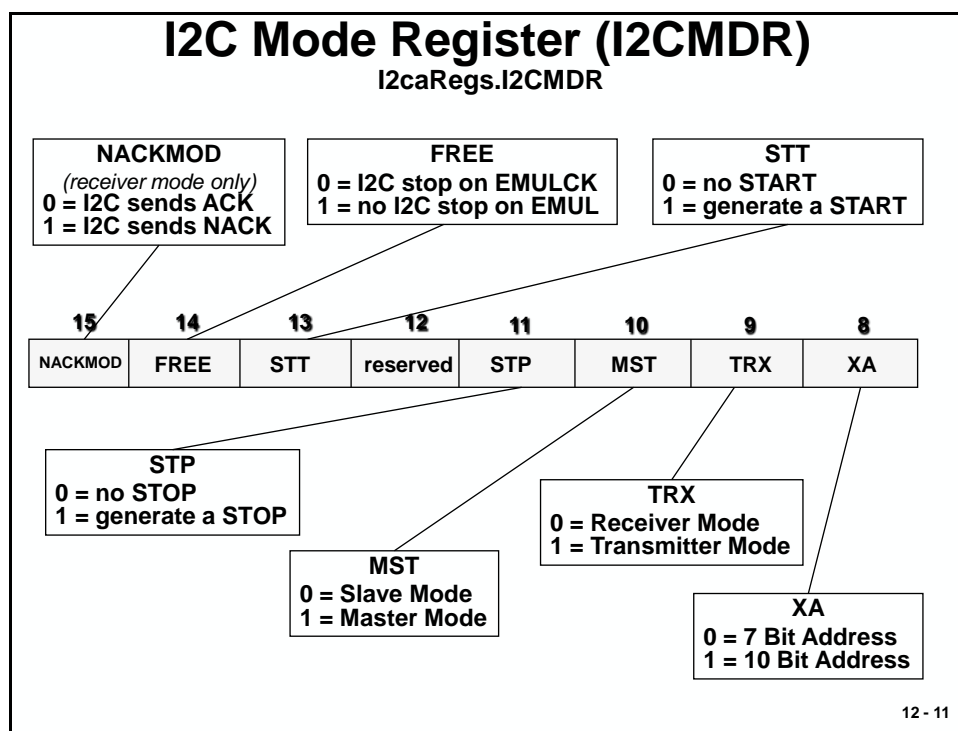 I2C Mode Register (I2CMDR)
I2caRegs.I2CMDR
NACKMOD
(receiver mode only)
0 = I2C sends ACK
1 = I2C sends NACK
FREE
0 = I2C stop on EMULCK
1 = no I2C stop on EMUL
STT
0 = no START
1 = generate a START
15 14 13 12 11 10 9 8
NACKMOD FREE STT reserved STP MST TRX XA
STP
0 = no STOP
1 = generate a STOP
MST
0 = Slave Mode
1 = Master Mode
TRX
0 = Receiver Mode
1 = Transmitter Mode
XA
0 = 7 Bit Address
1 = 10 Bit Address
12 - 11